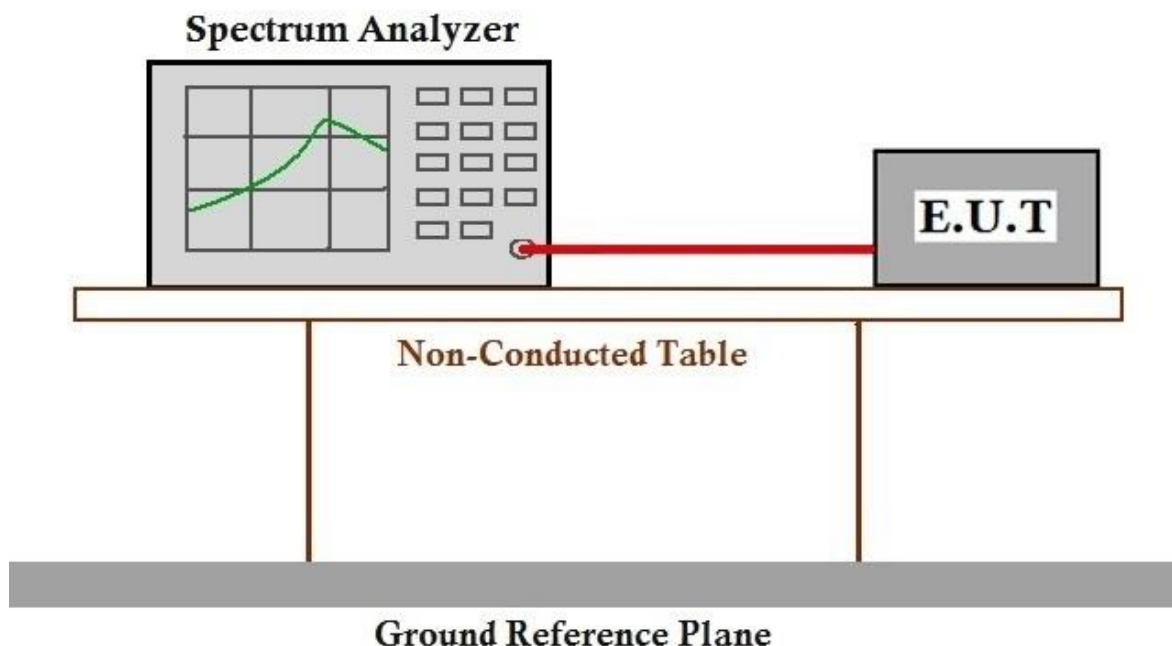 Spectrum Analyzer
E.U.T
Non-Conducted Table
Ground Reference Plane